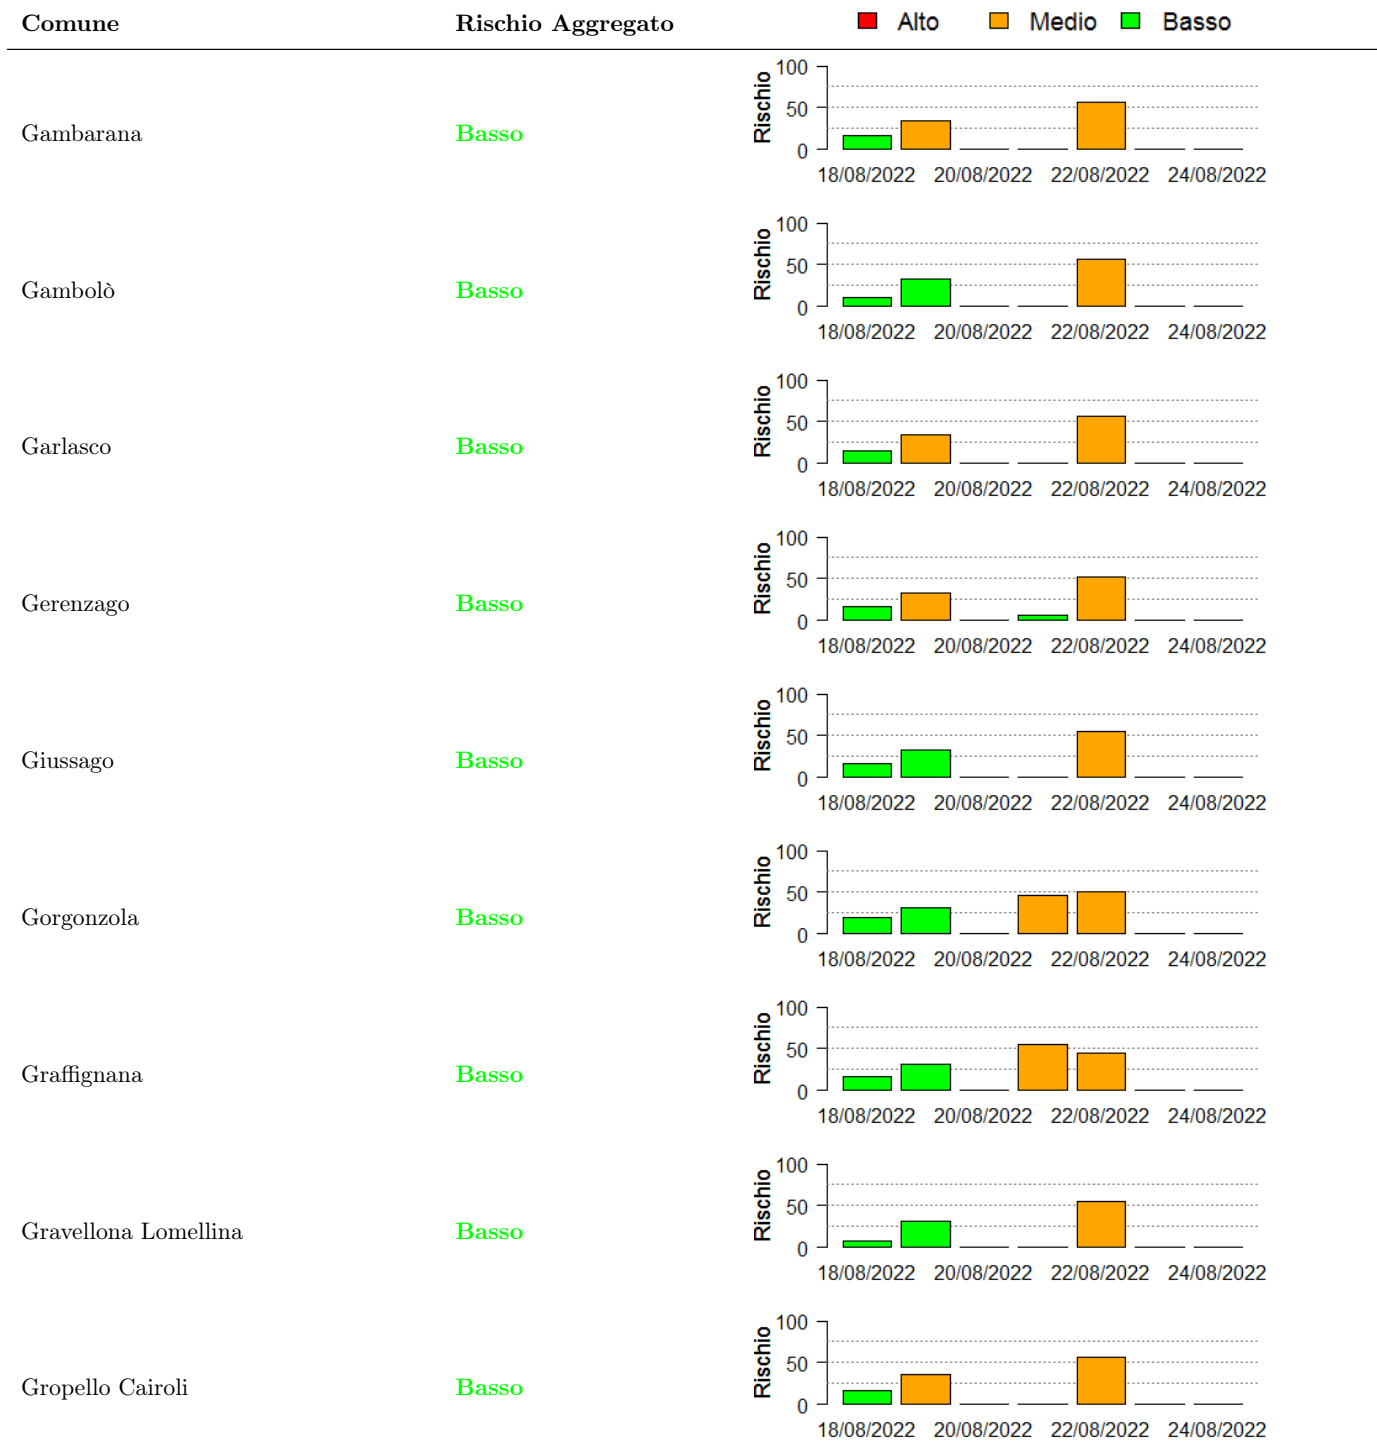 Comune Rischio Aggregato Alto Medio Basso
100
50
0
Rischio
Gambarana Basso
18/08/2022 20/08/2022 22/08/2022 24/08/2022
100
50
0
Rischio
Gambolò Basso
18/08/2022 20/08/2022 22/08/2022 24/08/2022
100
50
0
Rischio
Garlasco Basso
18/08/2022 20/08/2022 22/08/2022 24/08/2022
100
50
0
Rischio
Gerenzago Basso
18/08/2022 20/08/2022 22/08/2022 24/08/2022
100
50
0
Rischio
Giussago Basso
18/08/2022 20/08/2022 22/08/2022 24/08/2022
100
50
0
Rischio
Gorgonzola Basso
18/08/2022 20/08/2022 22/08/2022 24/08/2022
100
50
0
Rischio
Graffignana Basso
18/08/2022 20/08/2022 22/08/2022 24/08/2022
100
50
0
Rischio
Gravellona Lomellina Basso
18/08/2022 20/08/2022 22/08/2022 24/08/2022
100
50
0
Rischio
Gropello Cairoli Basso
18/08/2022 20/08/2022 22/08/2022 24/08/2022